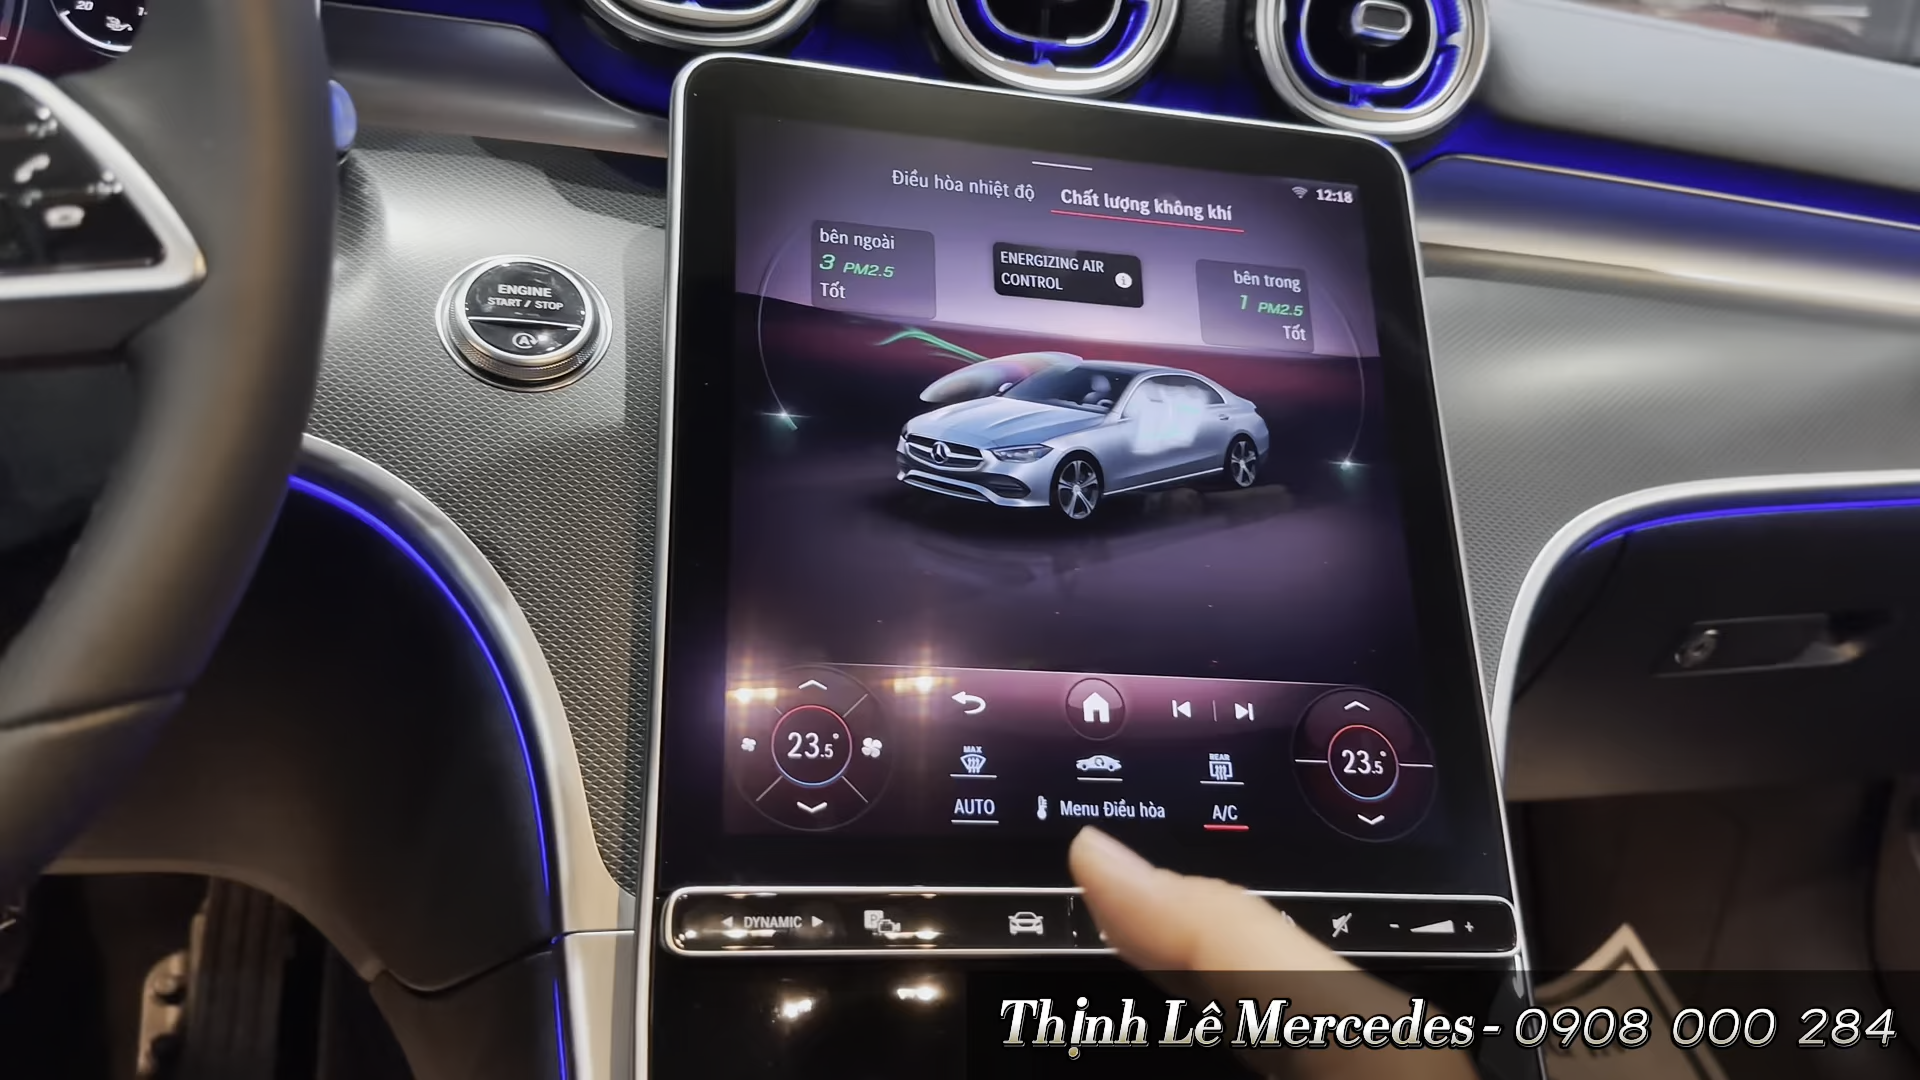 20
ENGINE
START / STOP
A
Điều hòa nhiệt độ
Chất lượng không khí
12:18
bên ngoài
3 PM2.5
Tốt
ENERGIZING AIR
CONTROL
bên trong
1 PM2.5
Tốt
23.5°
MAX
REAR
23.5°
AUTO
Menu Điều hòa
A/C
DYNAMIC
P
- +
Thịnh Lê Mercedes - 0908 000 284